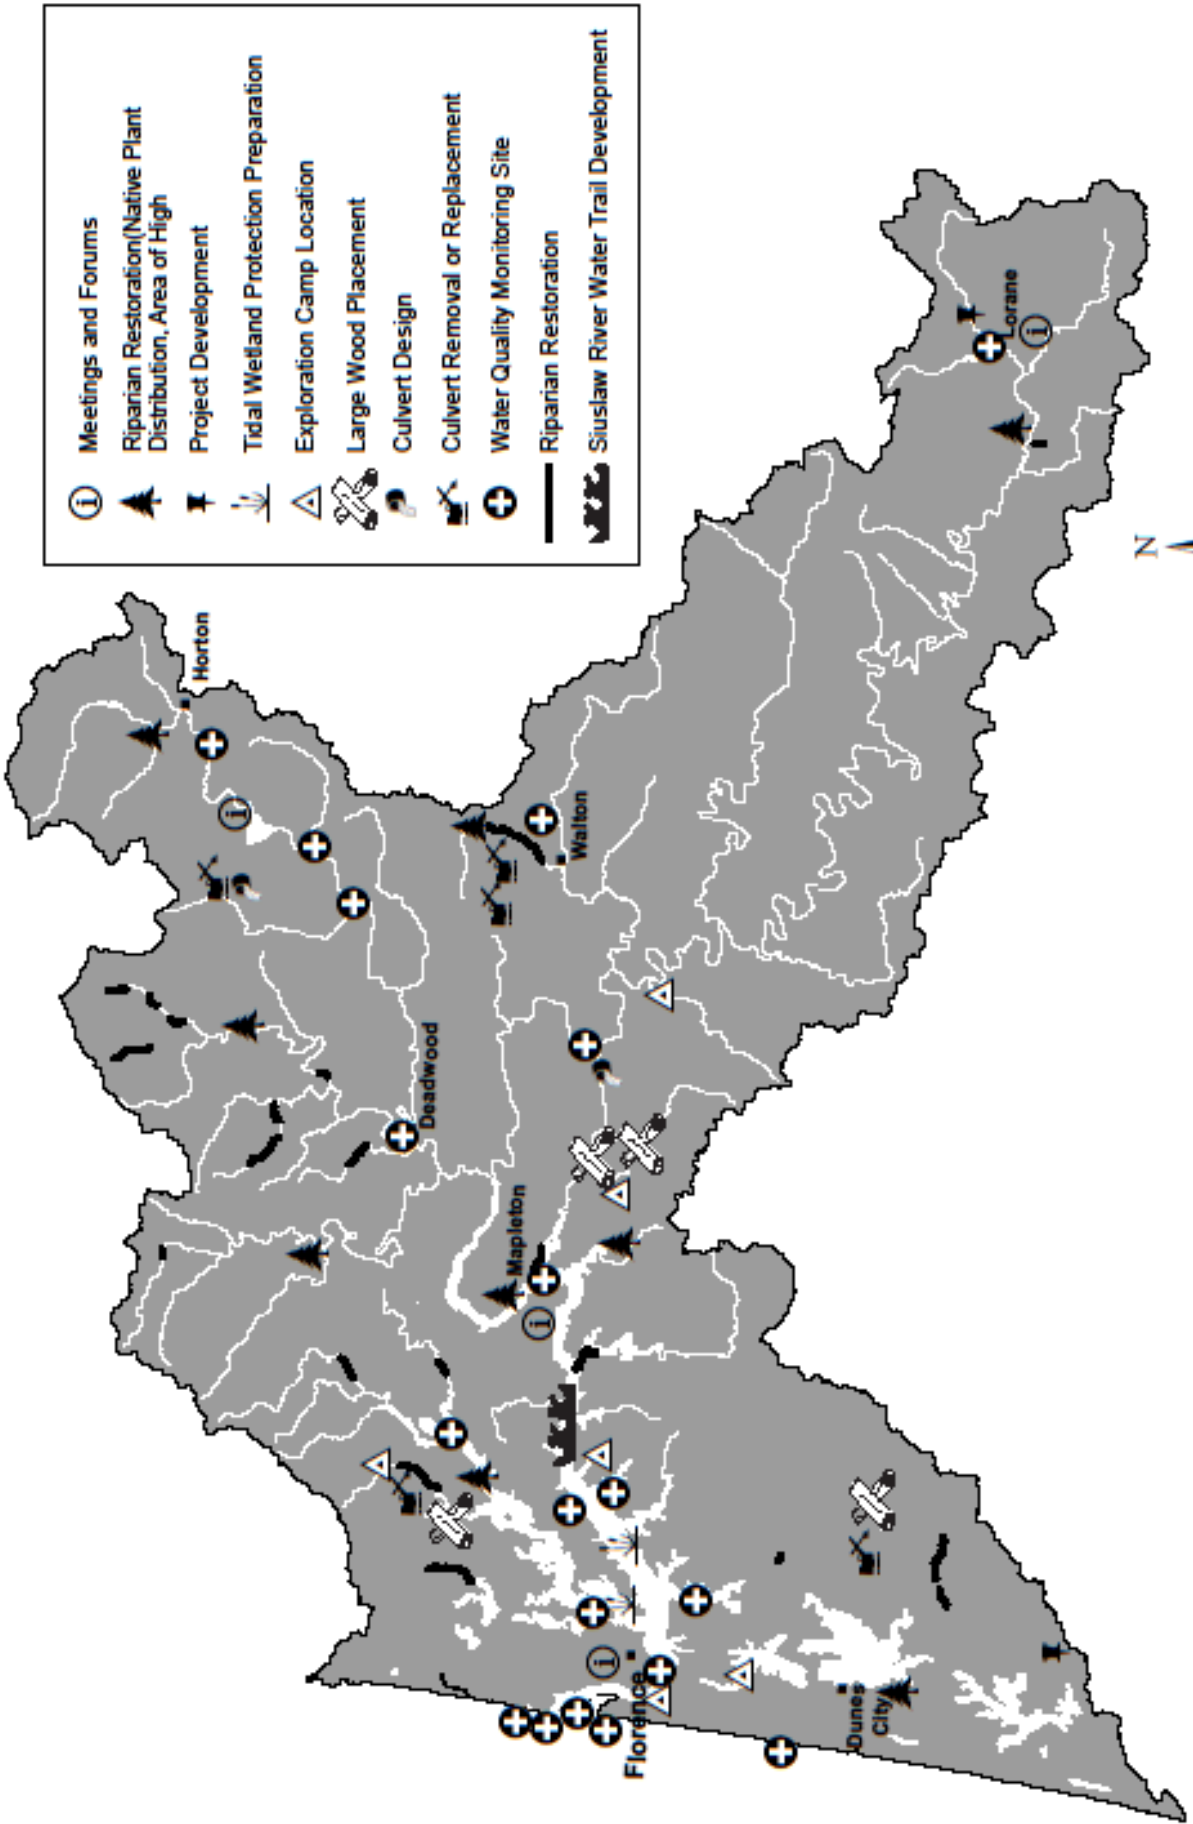 Meetings and Forums
Riparian Restoration(Native Plant
Distribution, Area of High
Project Development
Tidal Wetland Protection Preparation
Exploration Camp Location
Large Wood Placement
Culvert Design
Culvert Removal or Replacement
Water Quality Monitoring Site
Riparian Restoration
Siuslaw River Water Trail Development
Horton
Deadwood
Walton
Mapleton
Lorane
Florence
Dunes
City
N